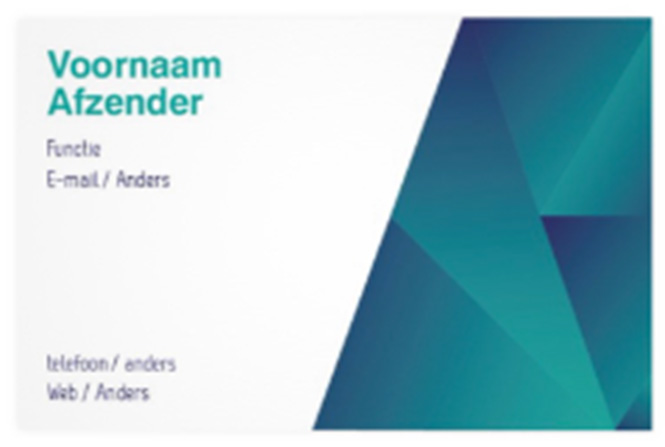 Voornaam
Afzender
Functie
E-mail / Anders
telefoon / anders
Web / Anders